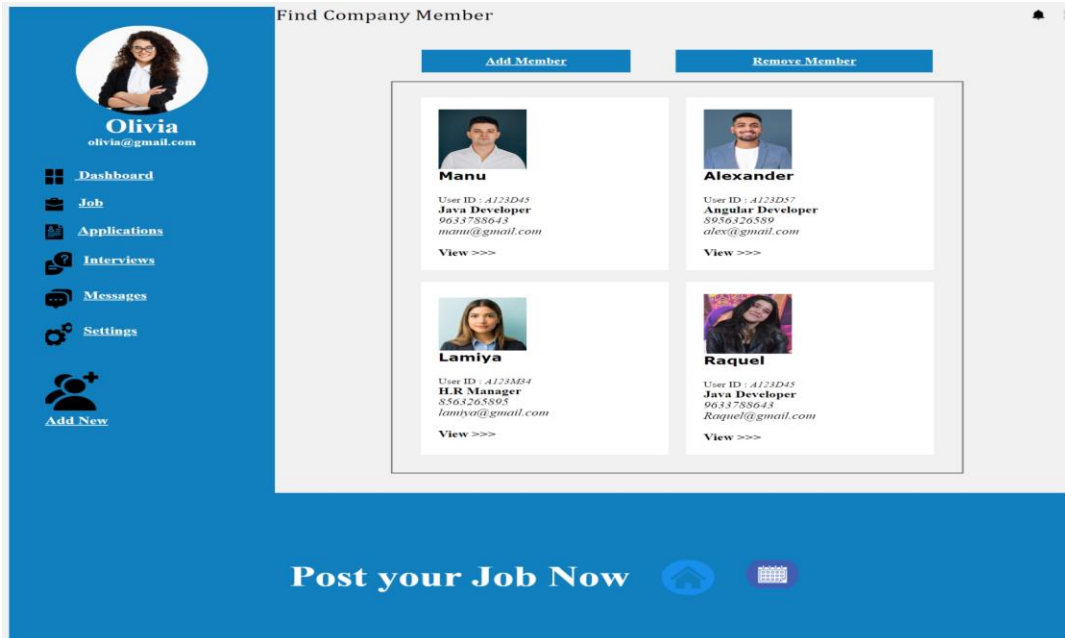 Find Company Member
Olivia
olivia@gmail.com
Dashboard
Job
Applications
Interviews
Messages
Settings
Add New
Add Member
Remove Member
Manu
User ID : A123D45
Java Developer
9633788643
manu@gmail.com
View >>>
Alexander
User ID : A123D57
Angular Developer
8956326589
alex@gmail.com
View >>>
Lamiya
User ID : A123M34
H.R Manager
8563265895
lamiya@gmail.com
View >>>
Raquel
User ID : A123D45
Java Developer
9633788643
Raquel@gmail.com
View >>>
Post your Job Now